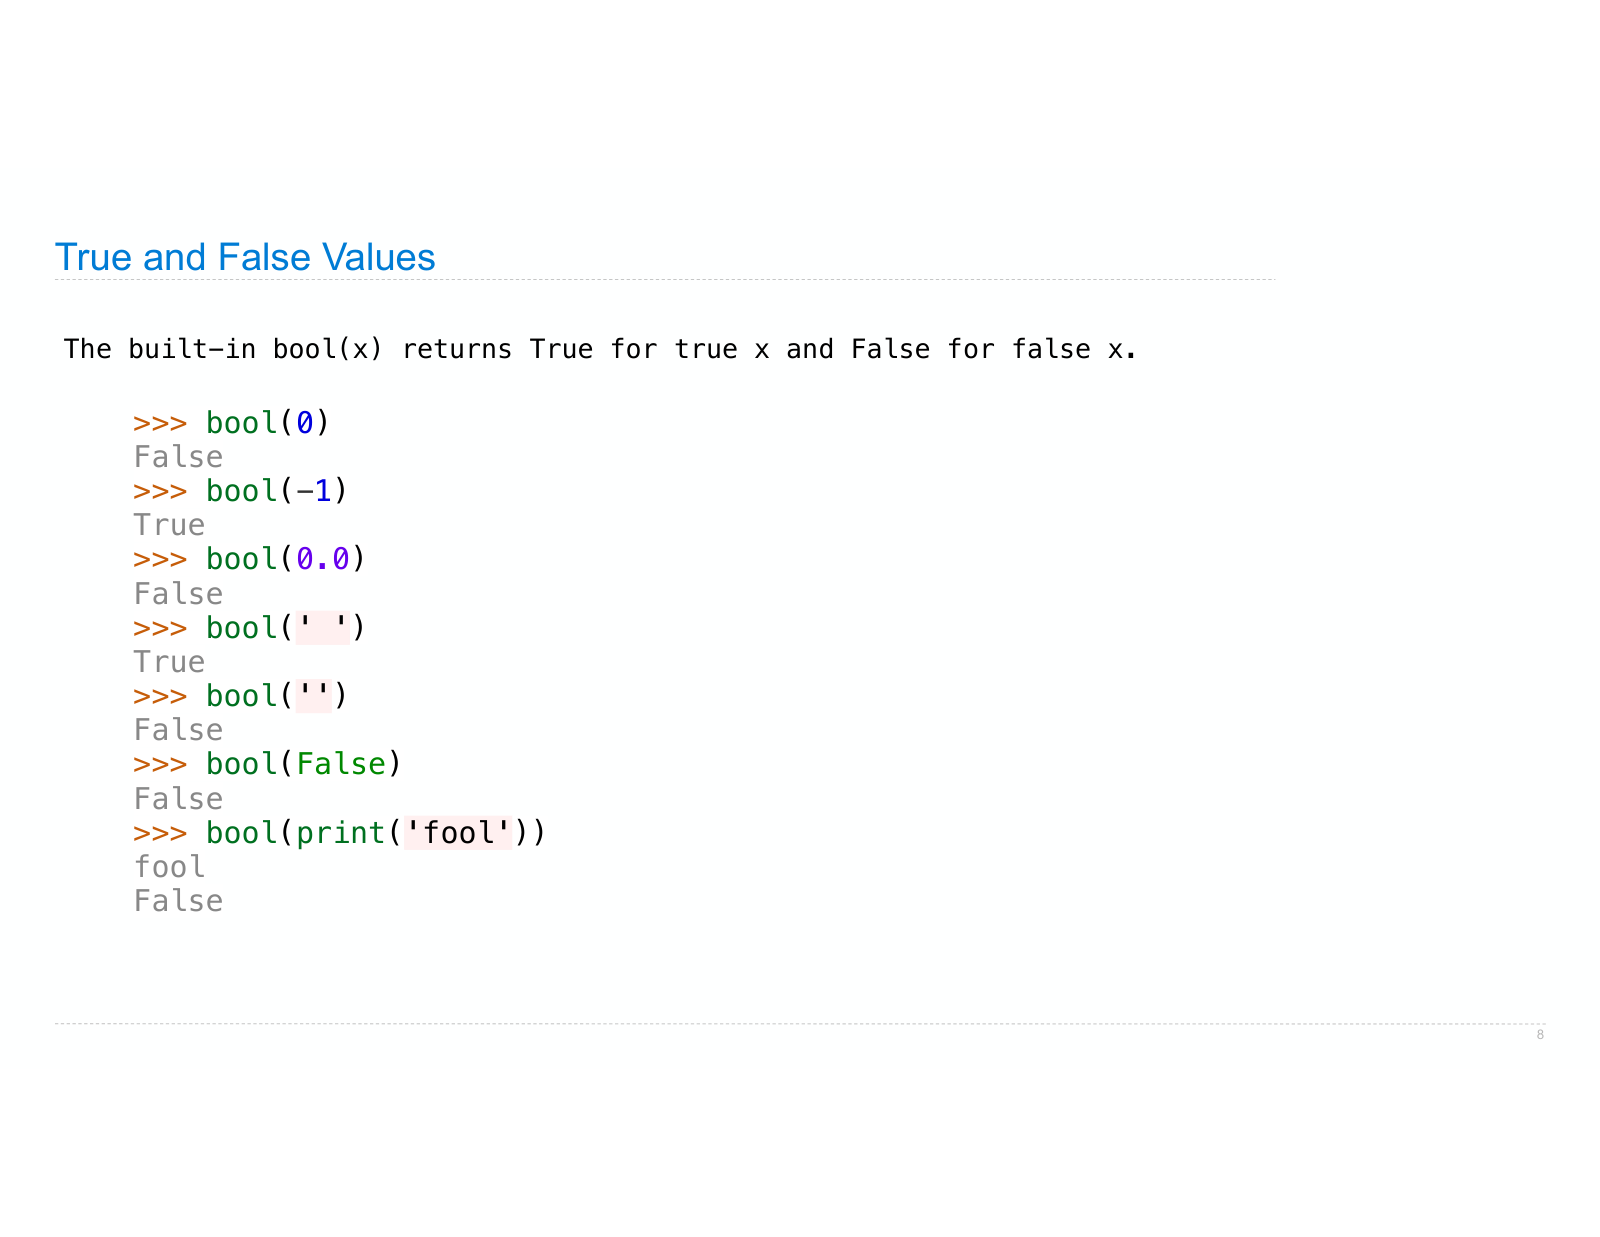 True and False Values
The built-in bool(x) returns True for true x and False for false x.
>>> bool(0)
False
>>> bool(-1)
True
>>> bool(0.0)
False
>>> bool(' ')
True
>>> bool('')
False
>>> bool(False)
False
>>> bool(print('fool'))
fool
False
8